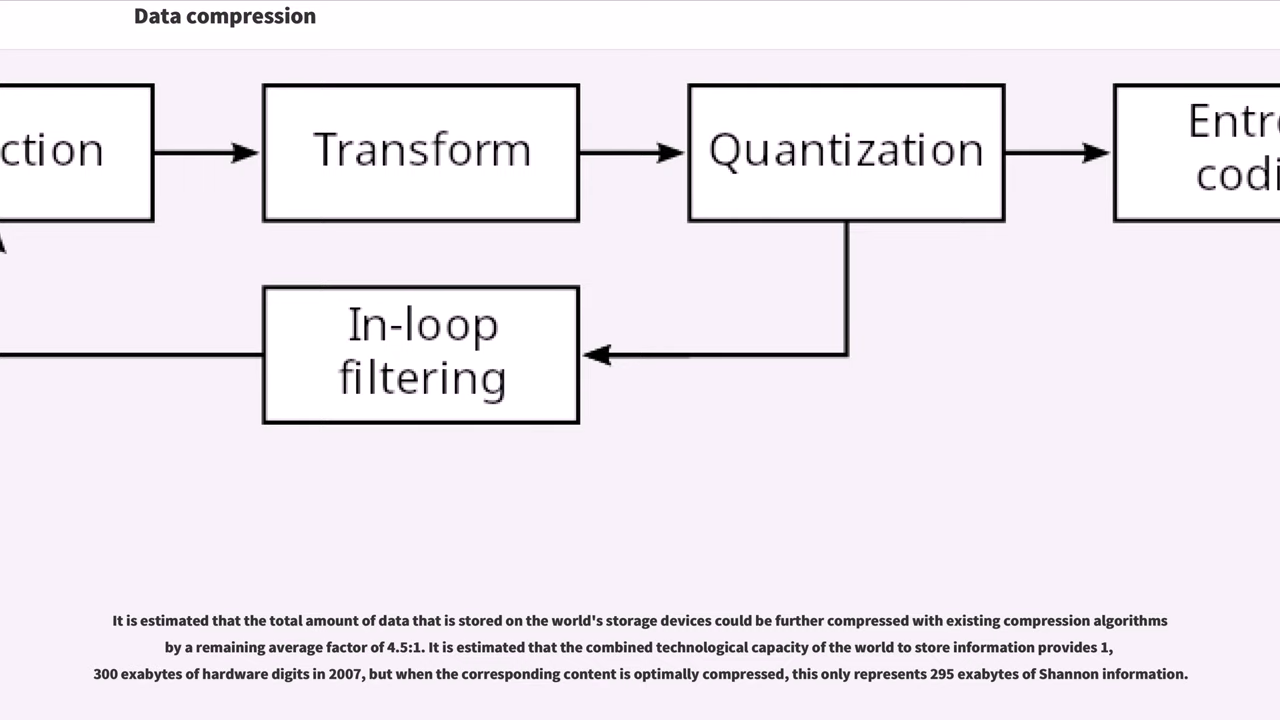 Data compression
ction
Transform
Quantization
Entr
codi
In-loop
filtering
It is estimated that the total amount of data that is stored on the world's storage devices could be further compressed with existing compression algorithms
by a remaining average factor of 4.5:1. It is estimated that the combined technological capacity of the world to store information provides 1,
300 exabytes of hardware digits in 2007, but when the corresponding content is optimally compressed, this only represents 295 exabytes of Shannon information.